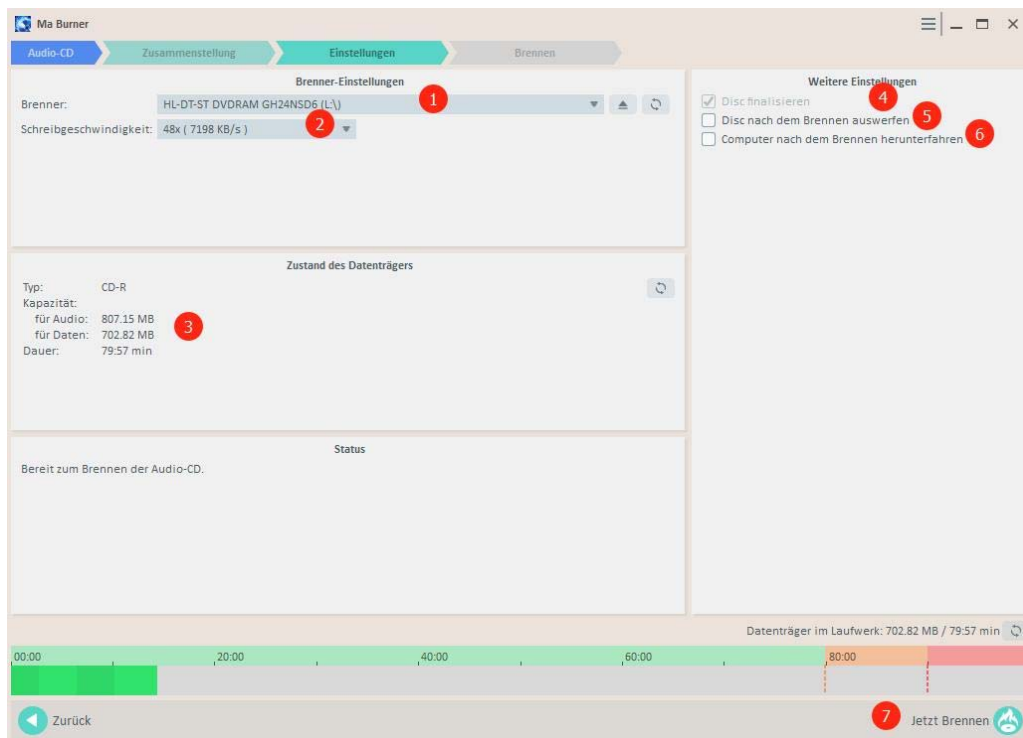 Ma Burner
Audio-CD
Zusammenstellung
Einstellungen
Brennen
Brenner-Einstellungen
Brenner: HL-DT-ST DVDRAM GH24NSD6 (L:\) 1
Schreibgeschwindigkeit: 48x ( 7198 KB/s ) 2
Weitere Einstellungen
Disc finalisieren 4
Disc nach dem Brennen auswerfen 5
Computer nach dem Brennen herunterfahren 6
Zustand des Datenträgers
Typ: CD-R
Kapazität:
für Audio: 807.15 MB
für Daten: 702.82 MB
3
Dauer: 79:57 min
Status
Bereit zum Brennen der Audio-CD.
Datenträger im Laufwerk: 702.82 MB / 79:57 min
00:00 20:00 40:00 60:00 80:00
Zurück
7 Jetzt Brennen